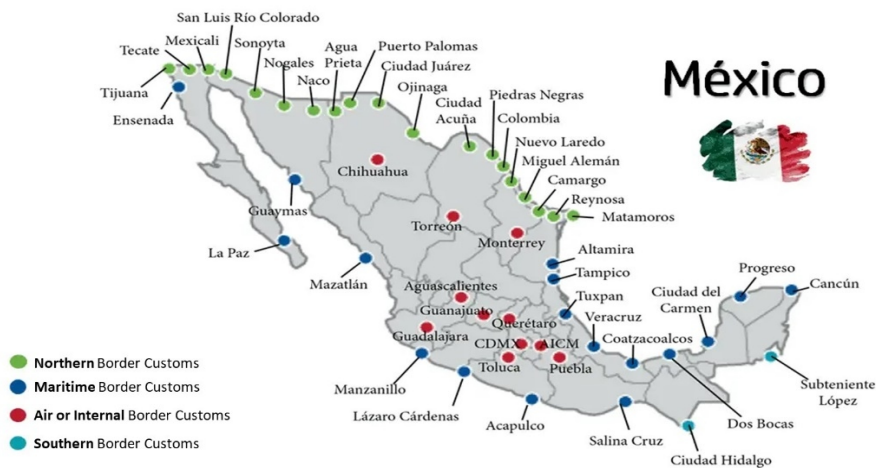 México
San Luis Río Colorado
Mexicali
Tecate
Sonoyta
Nogales
Naco
Agua
Prieta
Puerto Palomas
Ciudad Juárez
Ojinaga
Ciudad
Acuña
Piedras Negras
Colombia
Nuevo Laredo
Miguel Alemán
Camargo
Reynosa
Matamoros
Tijuana
Ensenada
Chihuahua
Guaymas
La Paz
Mazatlán
Torreón
Monterrey
Altamira
Tampico
Tuxpan
Veracruz
Coatzacoalcos
Ciudad del
Carmen
Progreso
Cancún
Aguascalientes
Guanajuato
Querétaro
Guadalajara
CDMX
AICM
Toluca
Puebla
Manzanillo
Lázaro Cárdenas
Acapulco
Salina Cruz
Dos Bocas
Subteniente
López
Ciudad Hidalgo
Northern Border Customs
Maritime Border Customs
Air or Internal Border Customs
Southern Border Customs